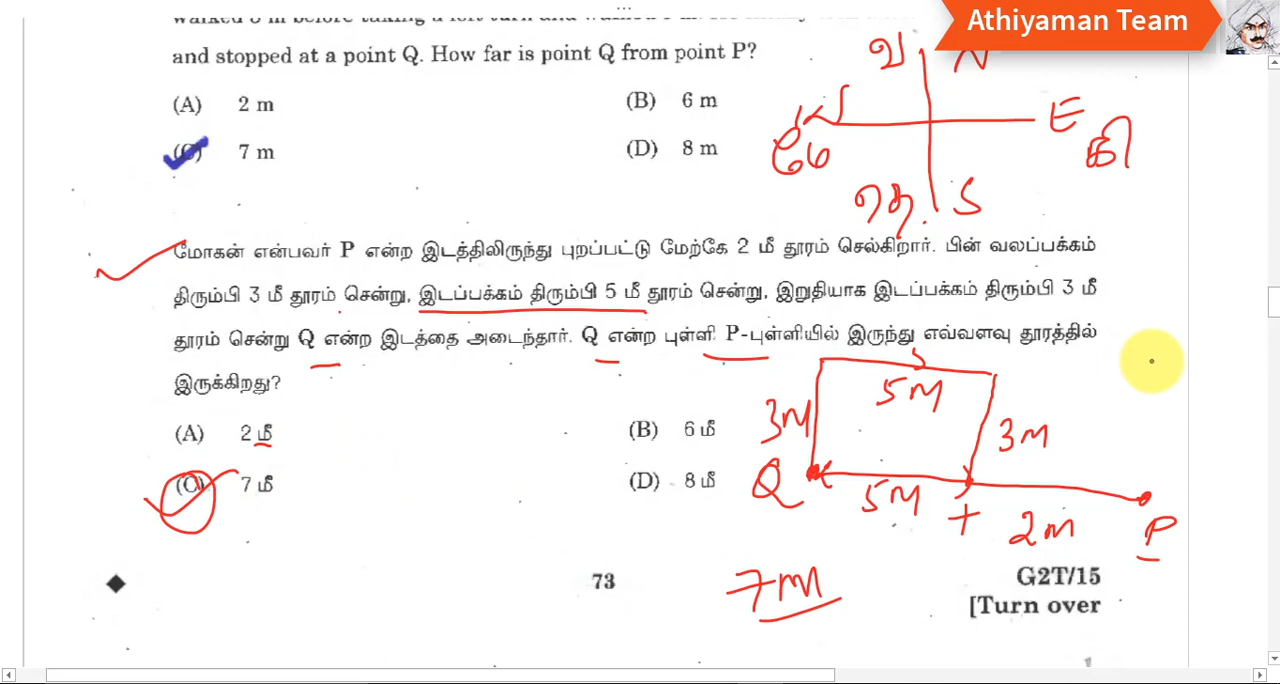 Athiyaman Team
and stopped at a point Q. How far is point Q from point P?
(A) 2 m (B) 6 m
(C) 7 m (D) 8 m
வ N
W E
மே கி
தெ. S
மோகன் என்பவர் P என்ற இடத்திலிருந்து புறப்பட்டு மேற்கே 2 மீ தூரம் செல்கிறார். பின் வலப்பக்கம்
திரும்பி 3 மீ தூரம் சென்று, இடப்பக்கம் திரும்பி 5 மீ தூரம் சென்று, இறுதியாக இடப்பக்கம் திரும்பி 3 மீ
தூரம் சென்று Q என்ற இடத்தை அடைந்தார். Q என்ற புள்ளி P-புள்ளியில் இருந்து எவ்வளவு தூரத்தில்
இருக்கிறது?
(A) 2 மீ (B) 6 மீ
(C) 7 மீ (D) 8 மீ
5M
3M 3M
Q 5M + 2m P
7m
73 G2T/15
[Turn over